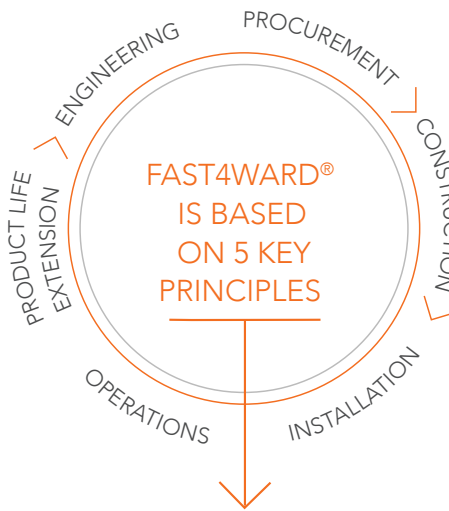 ENGINEERING
PROCUREMENT
CONSTRUCTION
INSTALLATION
OPERATIONS
PRODUCT LIFE
EXTENSION
FAST4WARD®
IS BASED
ON 5 KEY
PRINCIPLES